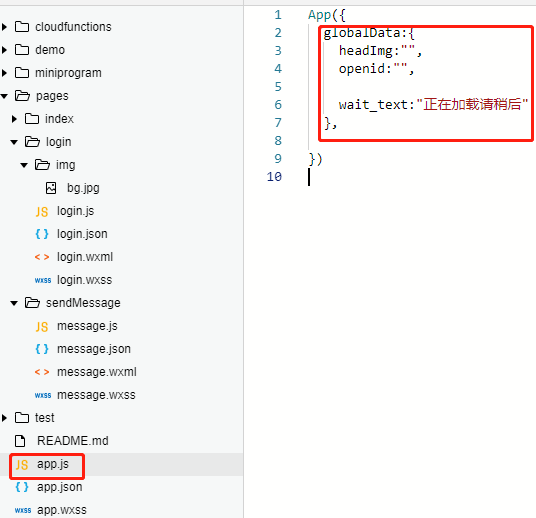 cloudfunctions
demo
miniprogram
pages
index
login
img
bg.jpg
JS login.js
{ } login.json
< > login.wxml
wxss login.wxss
sendMessage
JS message.js
{ } message.json
< > message.wxml
wxss message.wxss
test
README.md
JS app.js
{ } app.json
wxss app.wxss
1 App({
2 globalData:{
3 headImg:"",
4 openid:"",
5
6 wait_text:"正在加载请稍后"
7 },
8
9 })
10